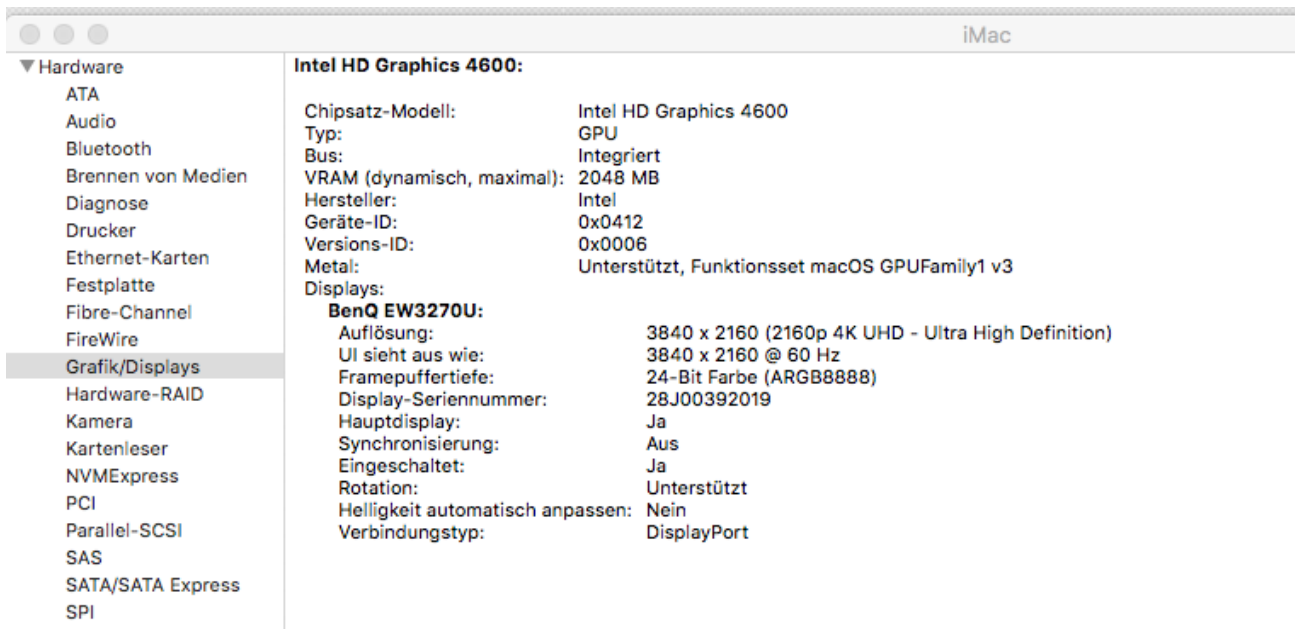 iMac
Hardware
ATA
Audio
Bluetooth
Brennen von Medien
Diagnose
Drucker
Ethernet-Karten
Festplatte
Fibre-Channel
FireWire
Grafik/Displays
Hardware-RAID
Kamera
Kartenleser
NVMExpress
PCI
Parallel-SCSI
SAS
SATA/SATA Express
SPI
Intel HD Graphics 4600:
Chipsatz-Modell: Intel HD Graphics 4600
Typ: GPU
Bus: Integriert
VRAM (dynamisch, maximal): 2048 MB
Hersteller: Intel
Geräte-ID: 0x0412
Versions-ID: 0x0006
Metal: Unterstützt, Funktionsset macOS GPUFamily1 v3
Displays:
BenQ EW3270U:
Auflösung: 3840 x 2160 (2160p 4K UHD - Ultra High Definition)
UI sieht aus wie: 3840 x 2160 @ 60 Hz
Framepuffertiefe: 24-Bit Farbe (ARGB8888)
Display-Seriennummer: 28J00392019
Hauptdisplay: Ja
Synchronisierung: Aus
Eingeschaltet: Ja
Rotation: Unterstützt
Helligkeit automatisch anpassen: Nein
Verbindungstyp: DisplayPort